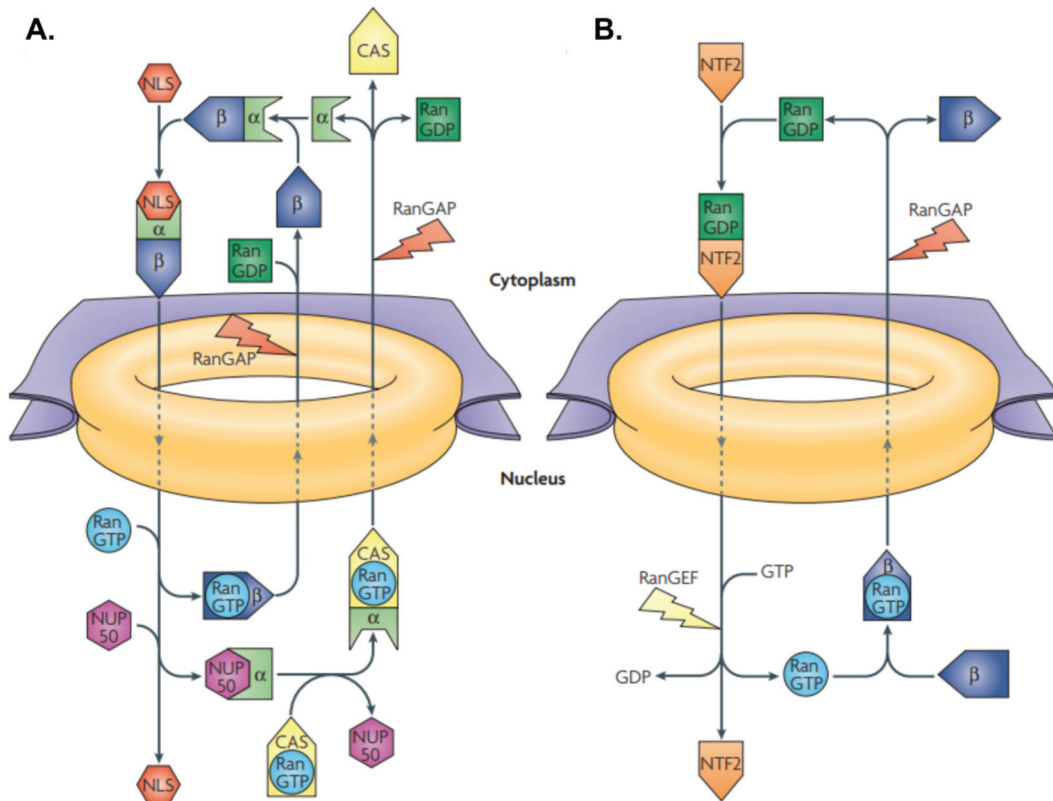 A.
CAS
NLS
β
α
α
Ran
GDP
β
NLS
α
β
RanGAP
Ran
GDP
RanGAP
Ran
GTP
Ran
GTP
β
CAS
Ran
GTP
α
NUP
50
NUP
50
α
CAS
Ran
GTP
NUP
50
NLS
Cytoplasm
Nucleus
B.
NTF2
Ran
GDP
β
Ran
GDP
NTF2
RanGAP
RanGEF
GTP
β
Ran
GTP
GDP
Ran
GTP
β
NTF2